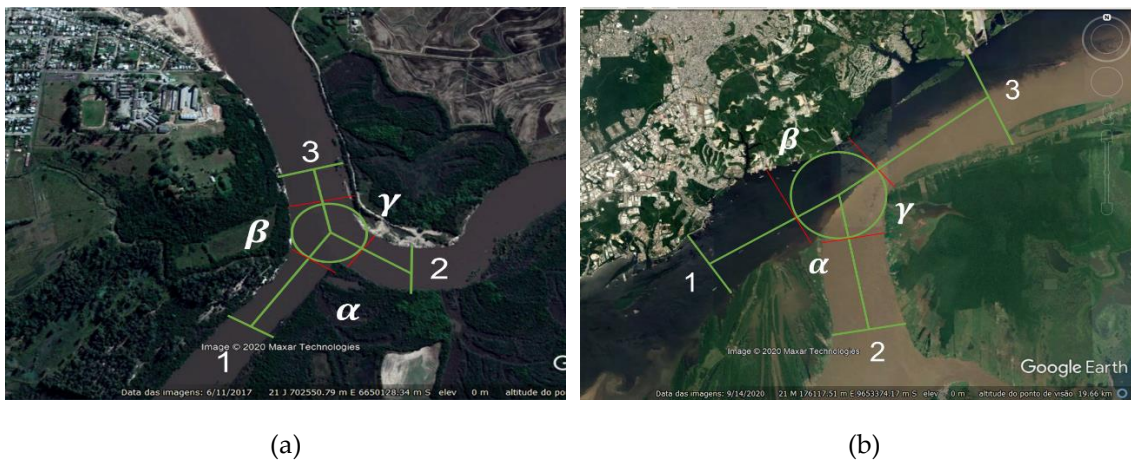 3
γ
β
2
α
Image © 2020 Maxar Technologies
1
G
Data das imagens: 6/11/2017 21 J 702550.79 m E 6650128.34 m S elev 0 m altitude do po
(a)
N
3
β
γ
1
α
Image © 2020 Maxar Technologies
2
Google Earth
Data das imagens: 9/14/2020 21 M 176117.51 m E 9653374.17 m S elev 0 m altitude do ponto de visão 19.66 km
(b)